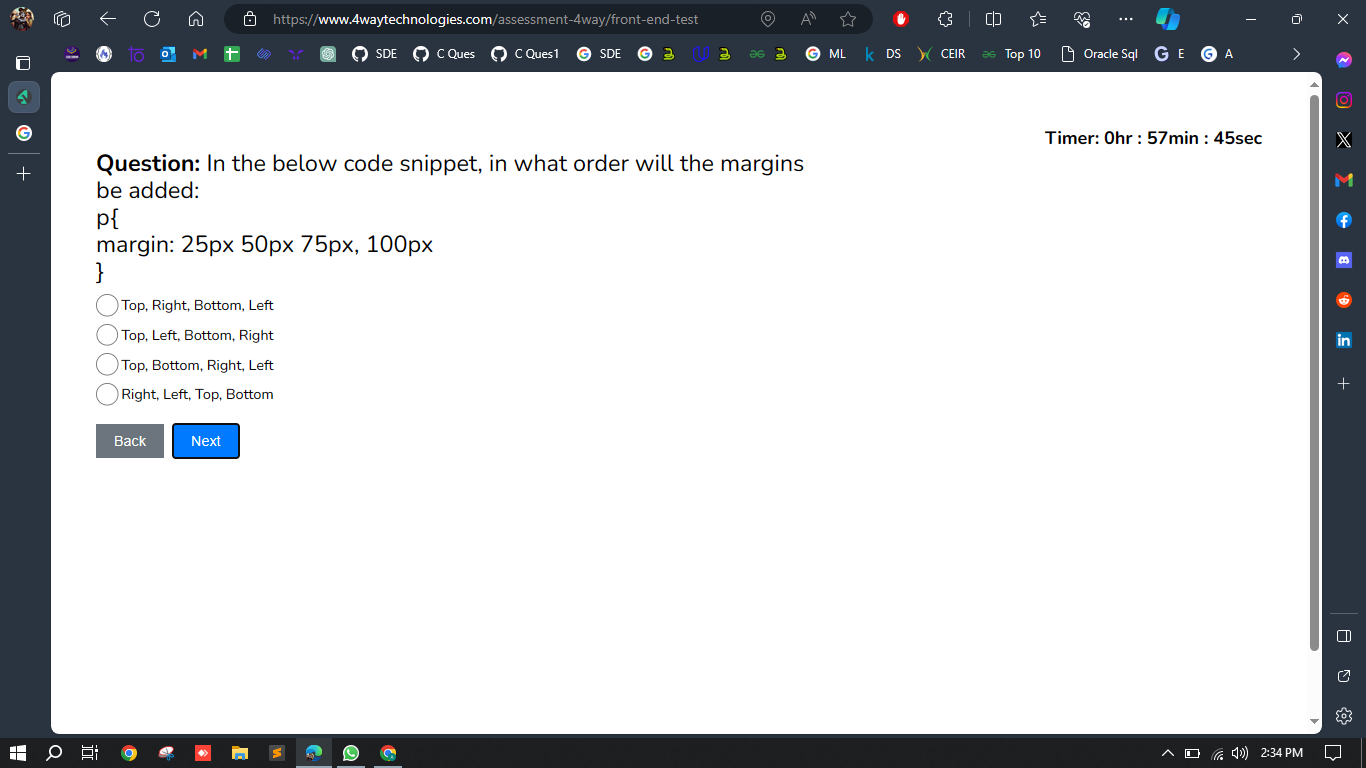 https://www.4waytechnologies.com/assessment-4way/front-end-test
SDE
C Ques
C Ques1
SDE
ML
DS
CEIR
Top 10
Oracle Sql
E
A
Timer: 0hr : 57min : 45sec
Question: In the below code snippet, in what order will the margins
be added:
p{
margin: 25px 50px 75px, 100px
}
Top, Right, Bottom, Left
Top, Left, Bottom, Right
Top, Bottom, Right, Left
Right, Left, Top, Bottom
Back
Next
2:34 PM